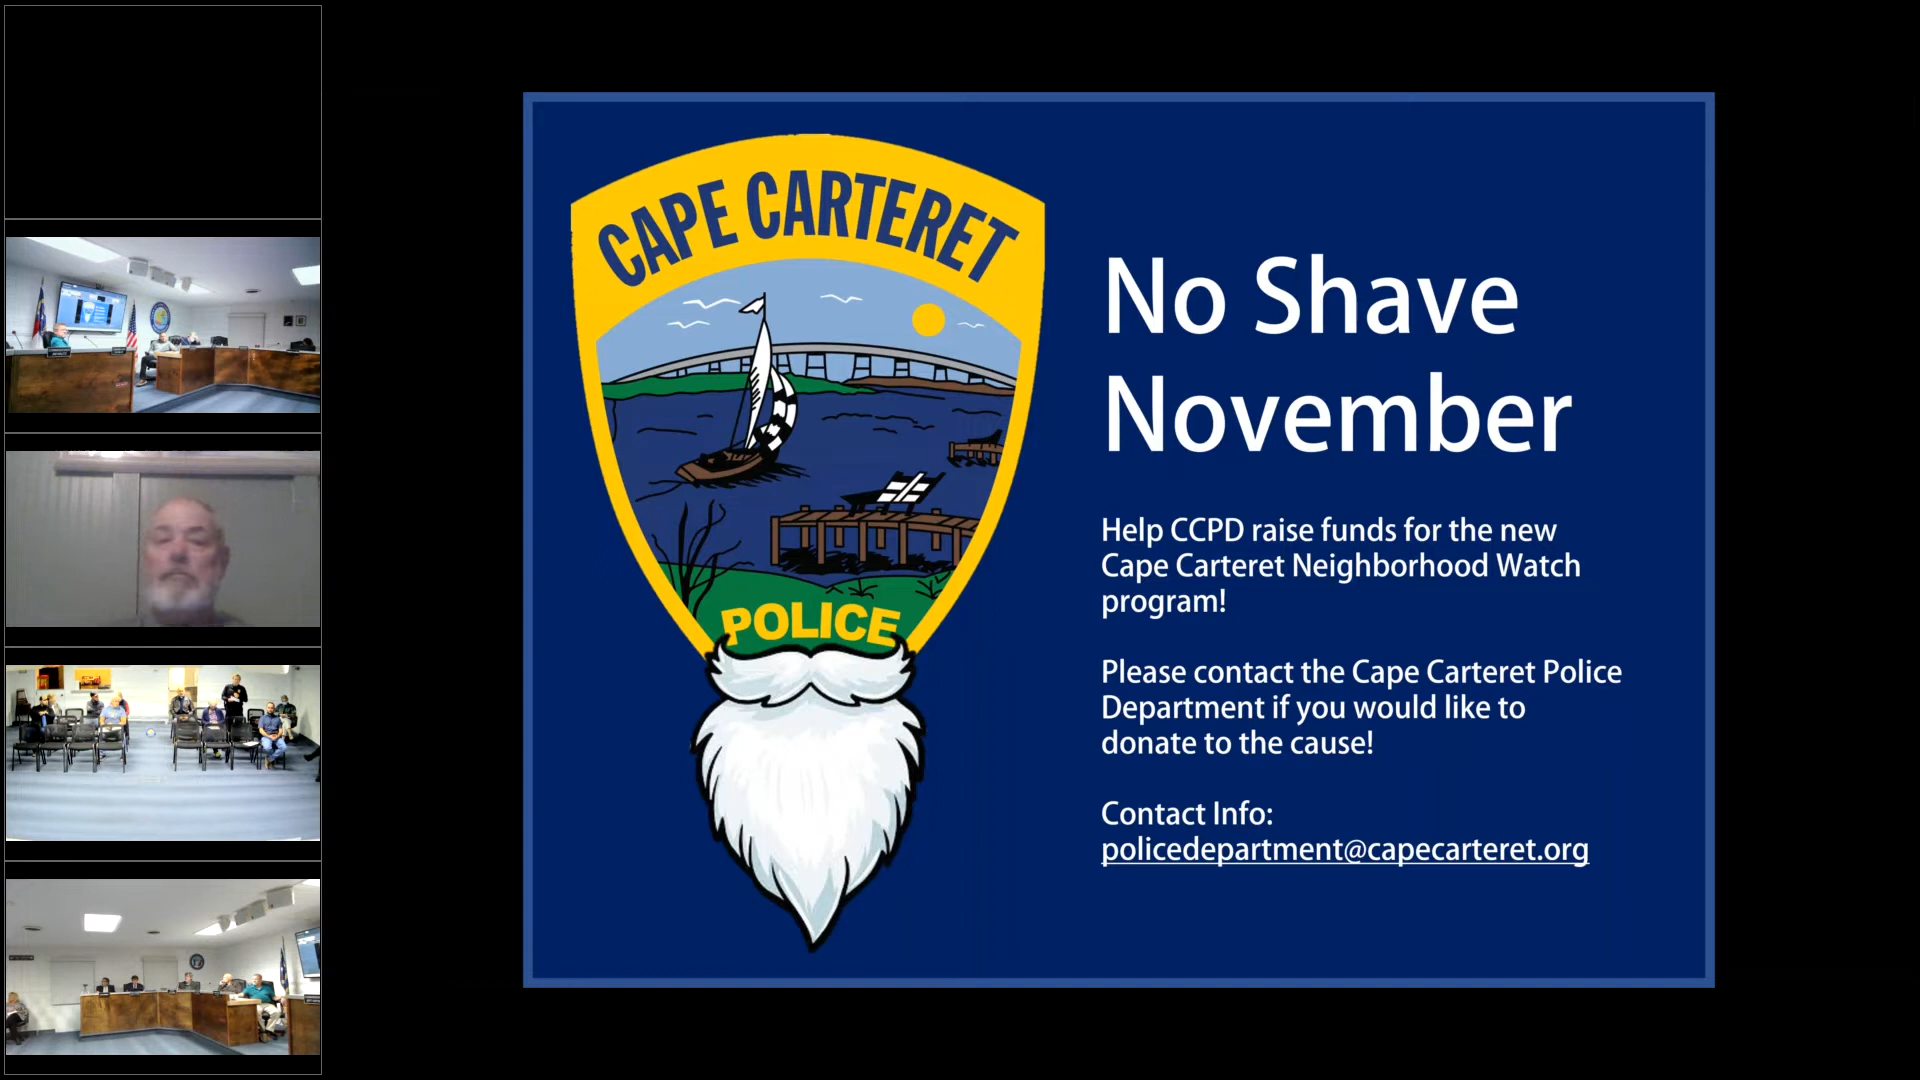 CAPE CARTERET
POLICE
No Shave
November
Help CCPD raise funds for the new
Cape Carteret Neighborhood Watch
program!
Please contact the Cape Carteret Police
Department if you would like to
donate to the cause!
Contact Info:
policedepartment@capecarteret.org